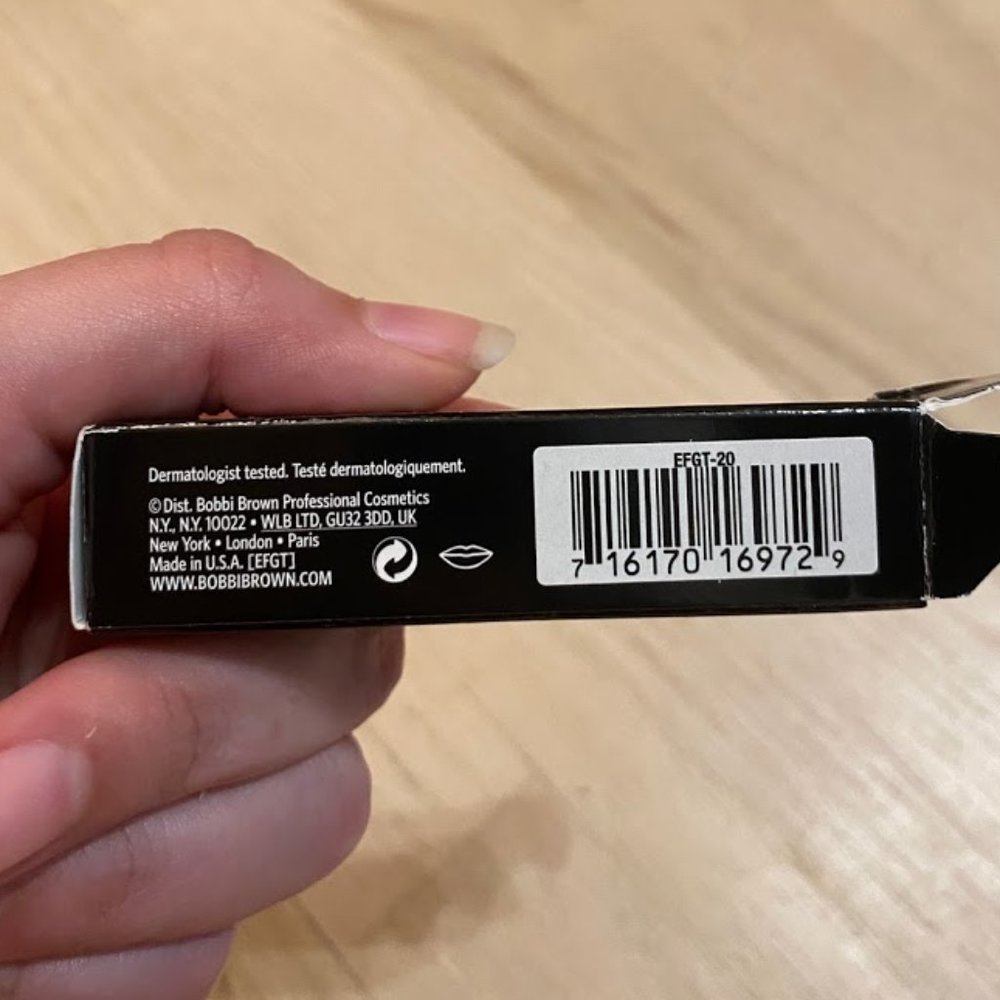 Dermatologist tested. Testé dermatologiquement.
© Dist. Bobbi Brown Professional Cosmetics
N.Y., N.Y. 10022 • WLB LTD, GU32 3DD, UK
New York • London • Paris
Made in U.S.A. [EFGT]
WWW.BOBBIBROWN.COM
EFGT-20
7 16170 16972 9